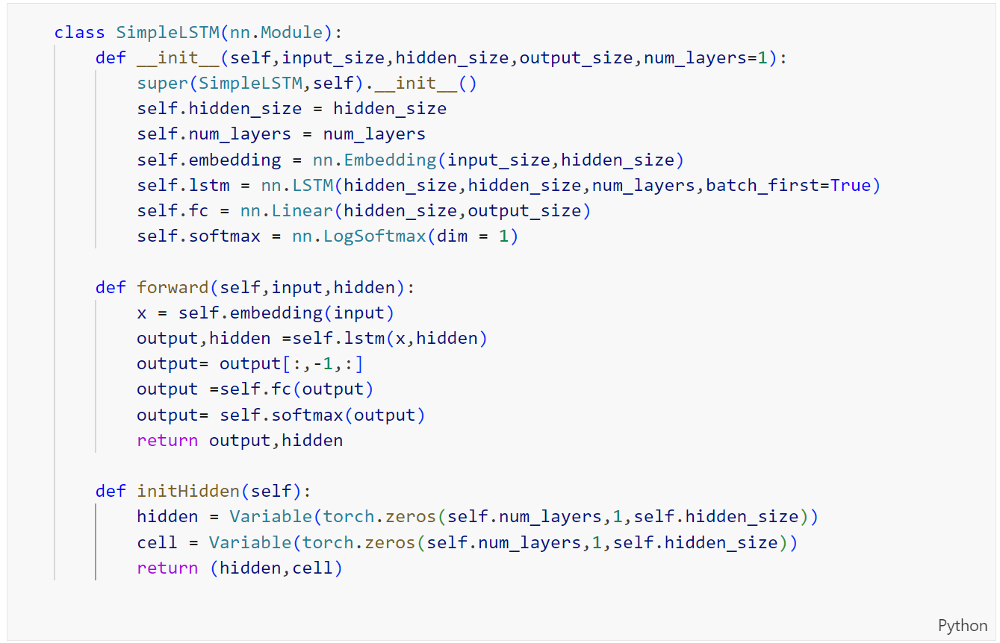 class SimpleLSTM(nn.Module):
    def __init__(self,input_size,hidden_size,output_size,num_layers=1):
        super(SimpleLSTM,self).__init__()
        self.hidden_size = hidden_size
        self.num_layers = num_layers
        self.embedding = nn.Embedding(input_size,hidden_size)
        self.lstm = nn.LSTM(hidden_size,hidden_size,num_layers,batch_first=True)
        self.fc = nn.Linear(hidden_size,output_size)
        self.softmax = nn.LogSoftmax(dim = 1)

    def forward(self,input,hidden):
        x = self.embedding(input)
        output,hidden =self.lstm(x,hidden)
        output= output[:,-1,:]
        output =self.fc(output)
        output= self.softmax(output)
        return output,hidden

    def initHidden(self):
        hidden = Variable(torch.zeros(self.num_layers,1,self.hidden_size))
        cell = Variable(torch.zeros(self.num_layers,1,self.hidden_size))
        return (hidden,cell)
Python